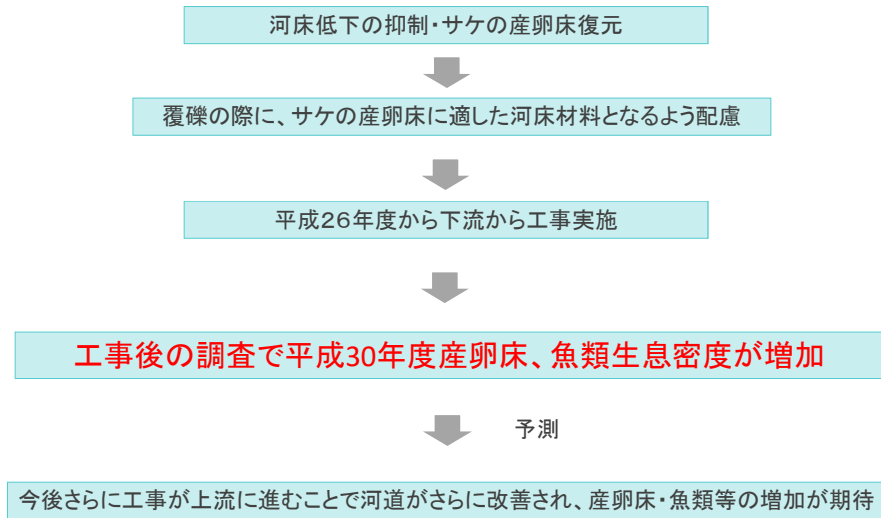 河床低下の抑制・サケの産卵床復元
覆礫の際に、サケの産卵床に適した河床材料となるよう配慮
平成２６年度から下流から工事実施
工事後の調査で平成30年度産卵床、魚類生息密度が増加
予測
今後さらに工事が上流に進むことで河道がさらに改善され、産卵床・魚類等の増加が期待